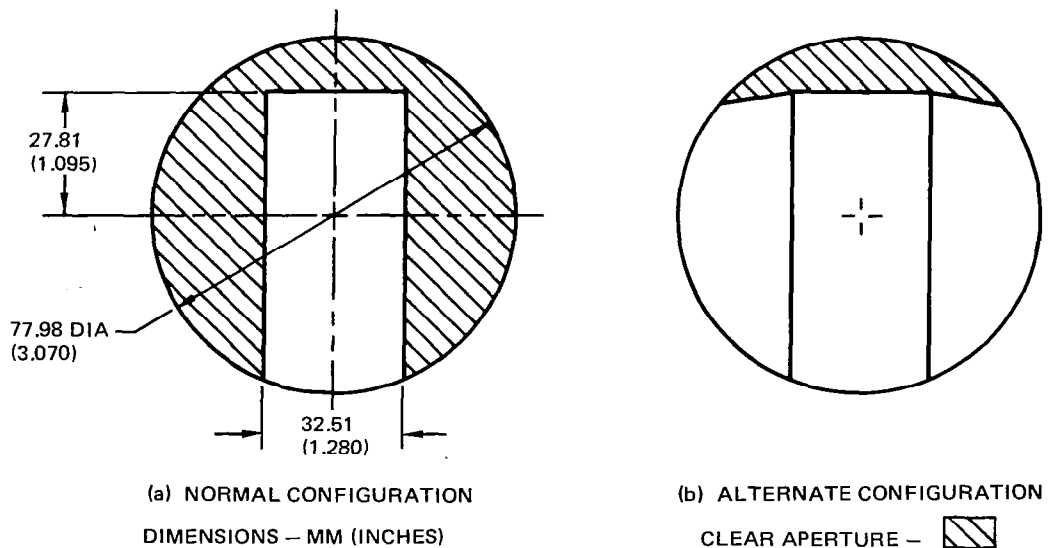 27.81
(1.095)
77.98 DIA
(3.070)
32.51
(1.280)
(a) NORMAL CONFIGURATION
DIMENSIONS – MM (INCHES)
(b) ALTERNATE CONFIGURATION
CLEAR APERTURE –